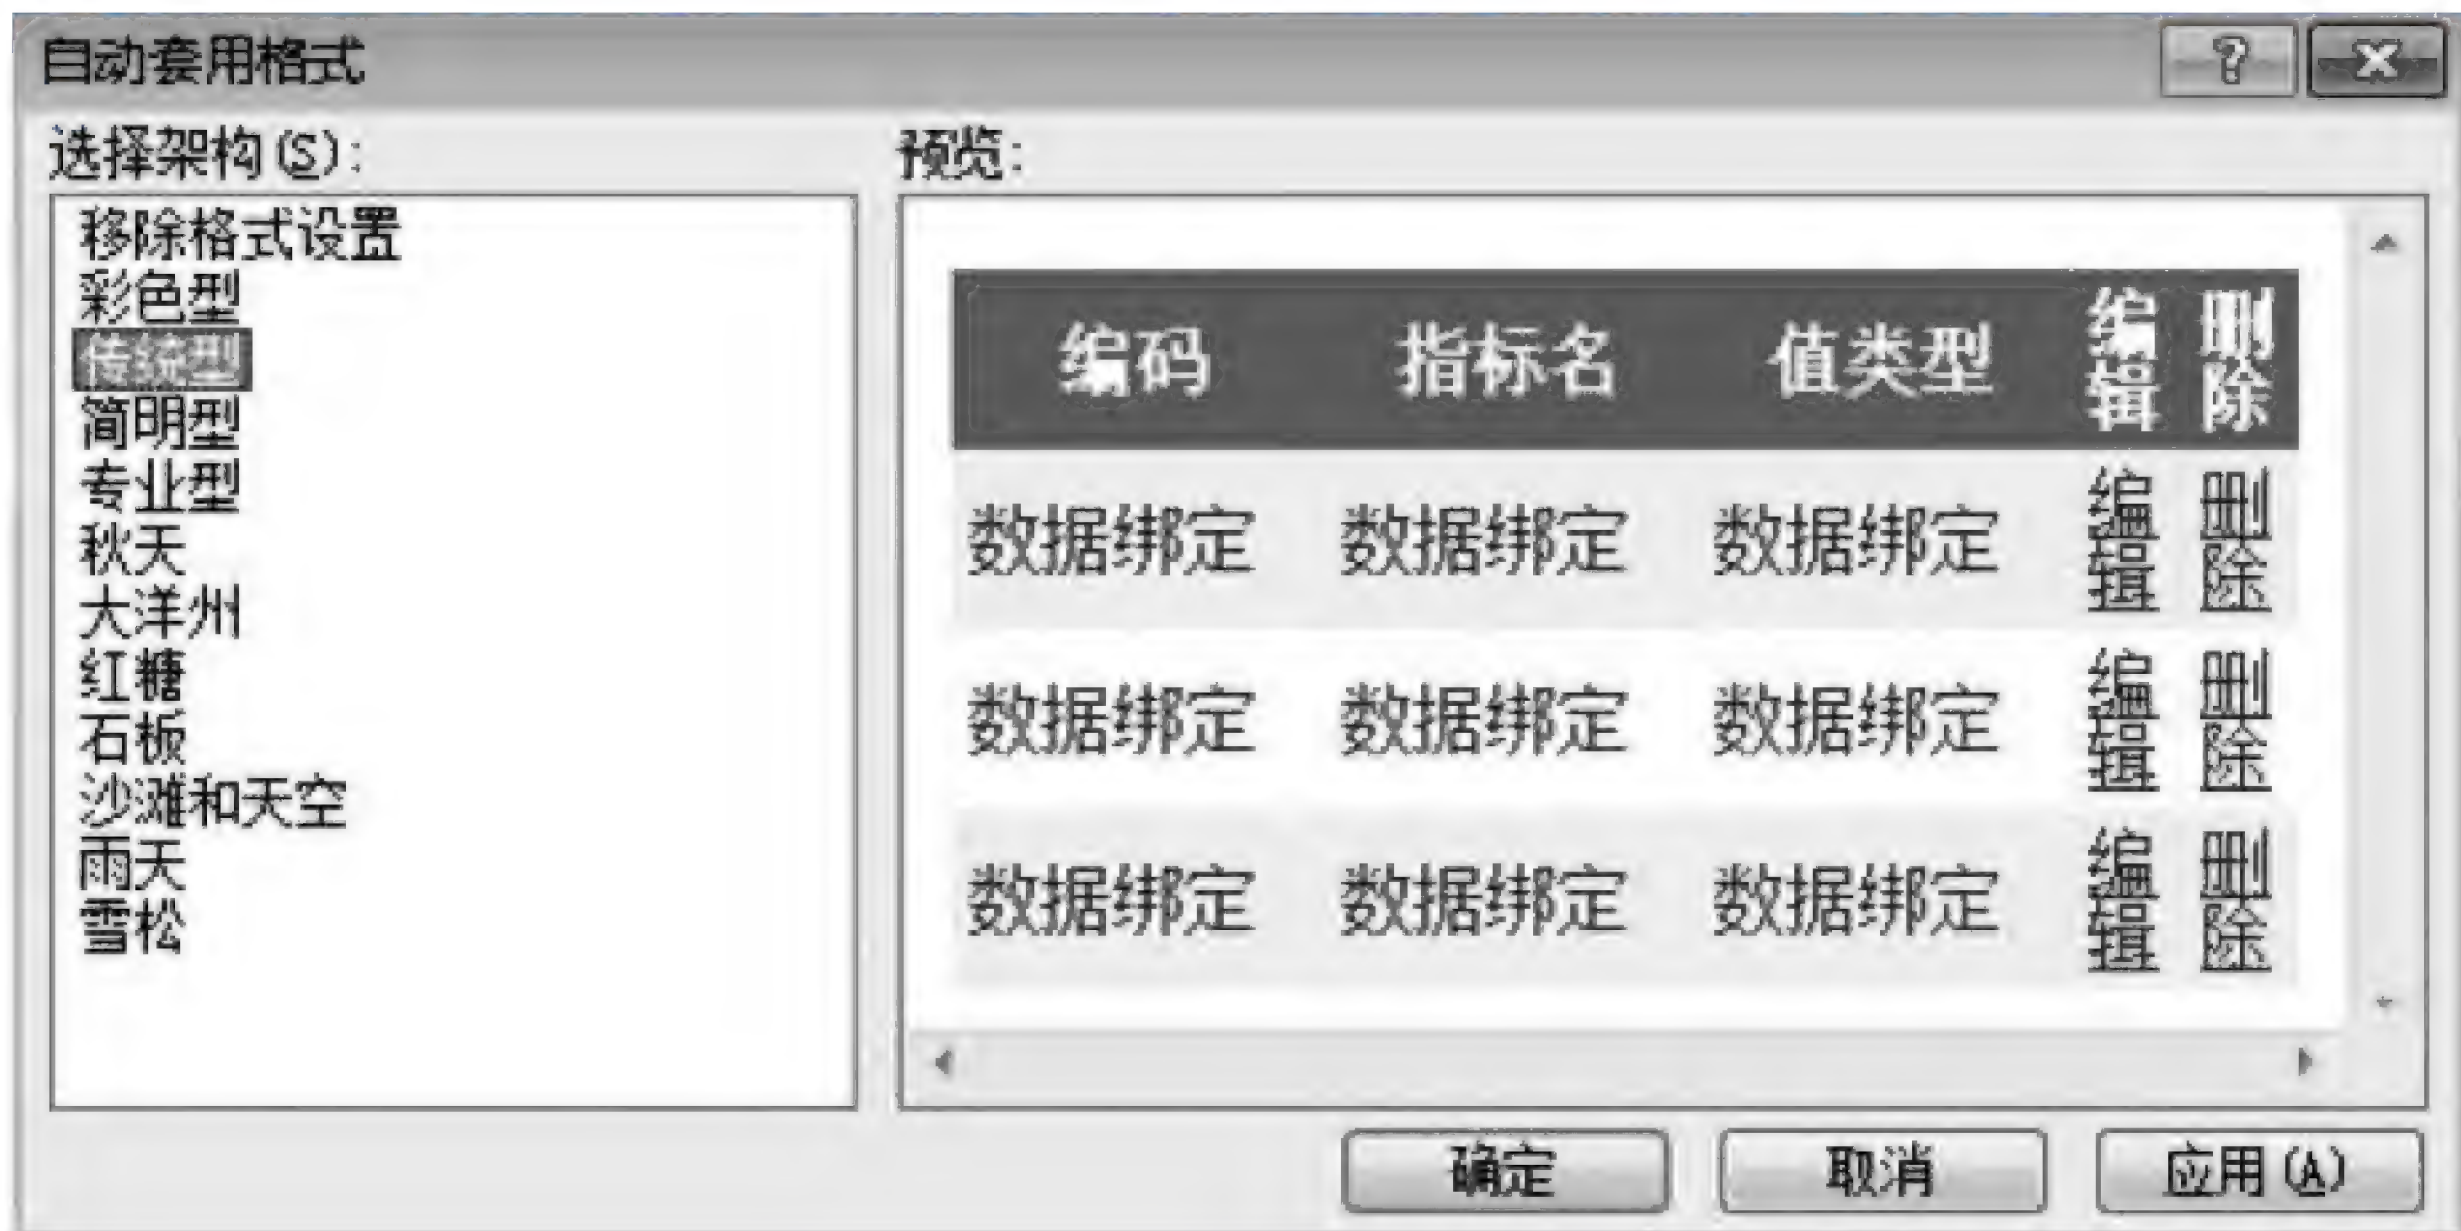 自动套用格式
选择架构(S):
移除格式设置
彩色型
传统型
简明型
专业型
秋天
大洋州
红糖
石板
沙滩和天空
雨天
雪松
预览:
编码 指标名 值类型 编辑 删除
数据绑定 数据绑定 数据绑定 编辑 删除
数据绑定 数据绑定 数据绑定 编辑 删除
数据绑定 数据绑定 数据绑定 编辑 删除
确定 取消 应用(A)